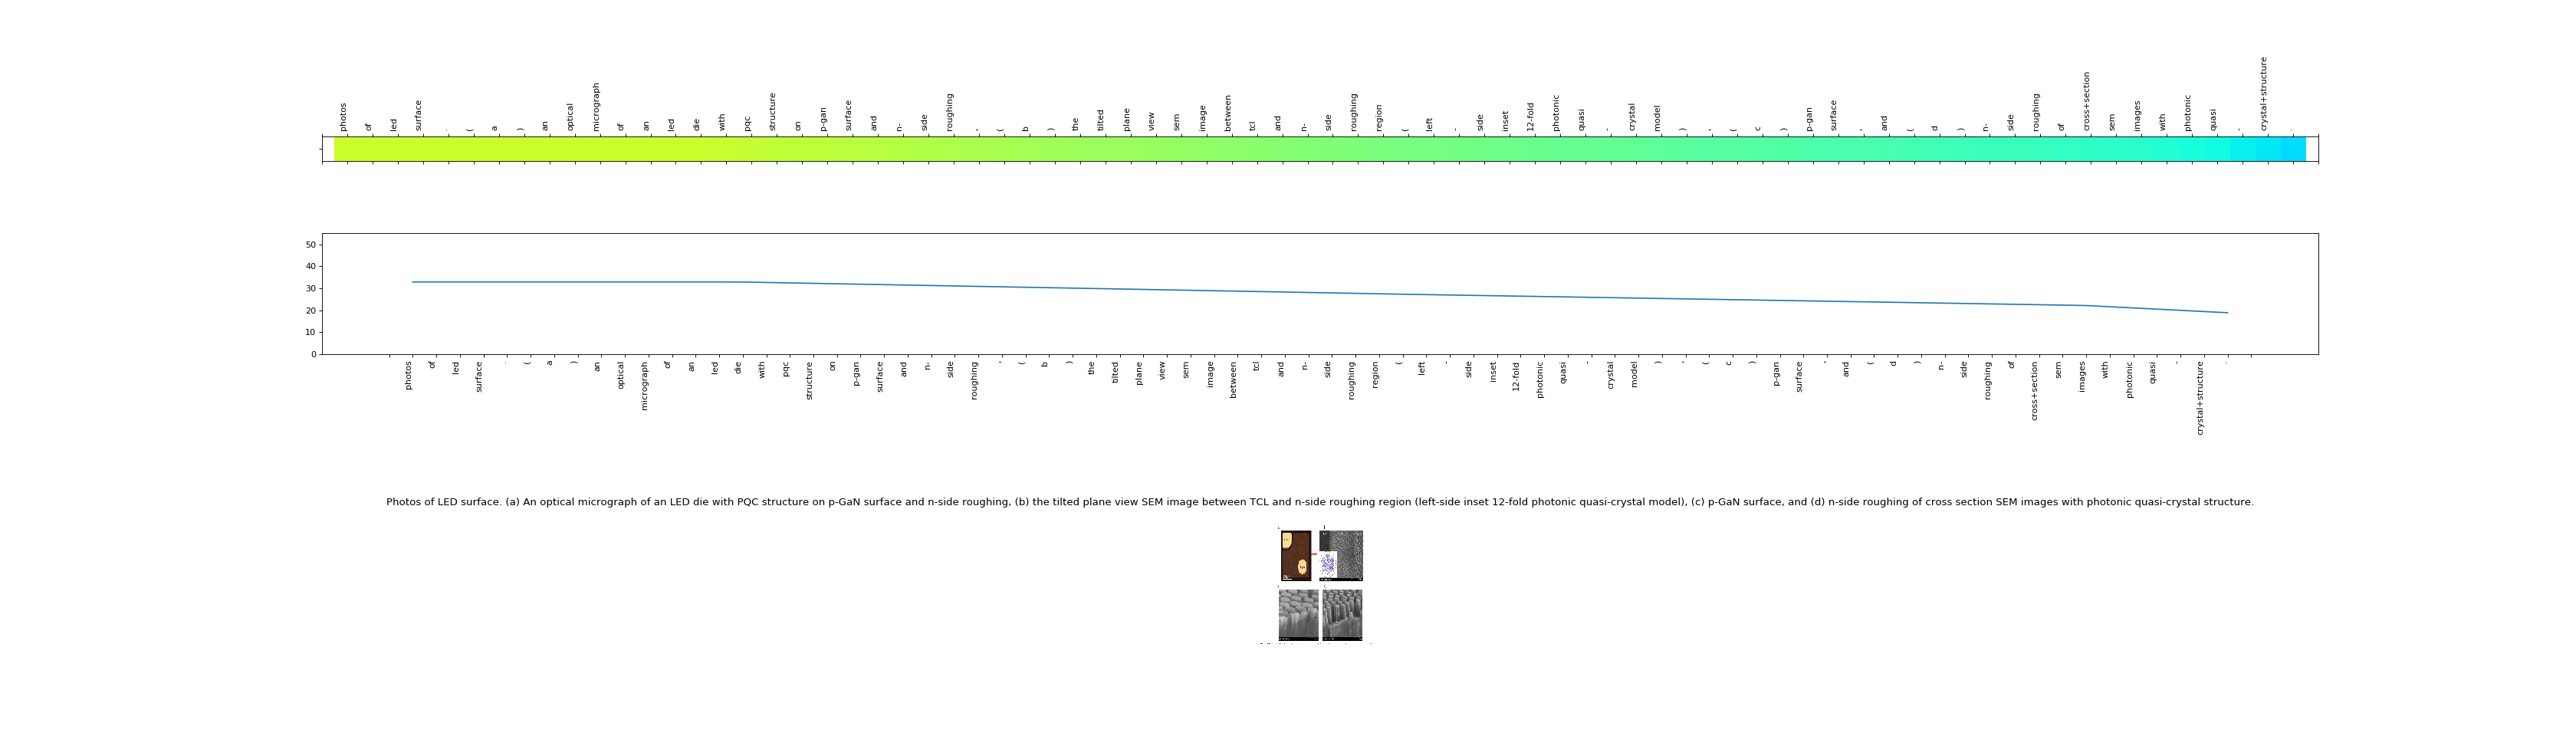 photos of led surface . ( a ) an optical micrograph of an led die with pqc structure on p-gan surface and n- side roughing , ( b ) the tilted plane view sem image between tcl and n- side roughing region ( left - side inset 12-fold photonic quasi - crystal model ) , ( c ) p-gan surface , and ( d ) n- side roughing of cross+section sem images with photonic quasi - crystal+structure .
50
40
30
20
10
0
photos of led surface . ( a ) an optical micrograph of an led die with pqc structure on p-gan surface and n- side roughing , ( b ) the tilted plane view sem image between tcl and n- side roughing region ( left - side inset 12-fold photonic quasi - crystal model ) , ( c ) p-gan surface , and ( d ) n- side roughing of cross+section sem images with photonic quasi - crystal+structure .
Photos of LED surface. (a) An optical micrograph of an LED die with PQC structure on p-GaN surface and n-side roughing, (b) the tilted plane view SEM image between TCL and n-side roughing region (left-side inset 12-fold photonic quasi-crystal model), (c) p-GaN surface, and (d) n-side roughing of cross section SEM images with photonic quasi-crystal structure.